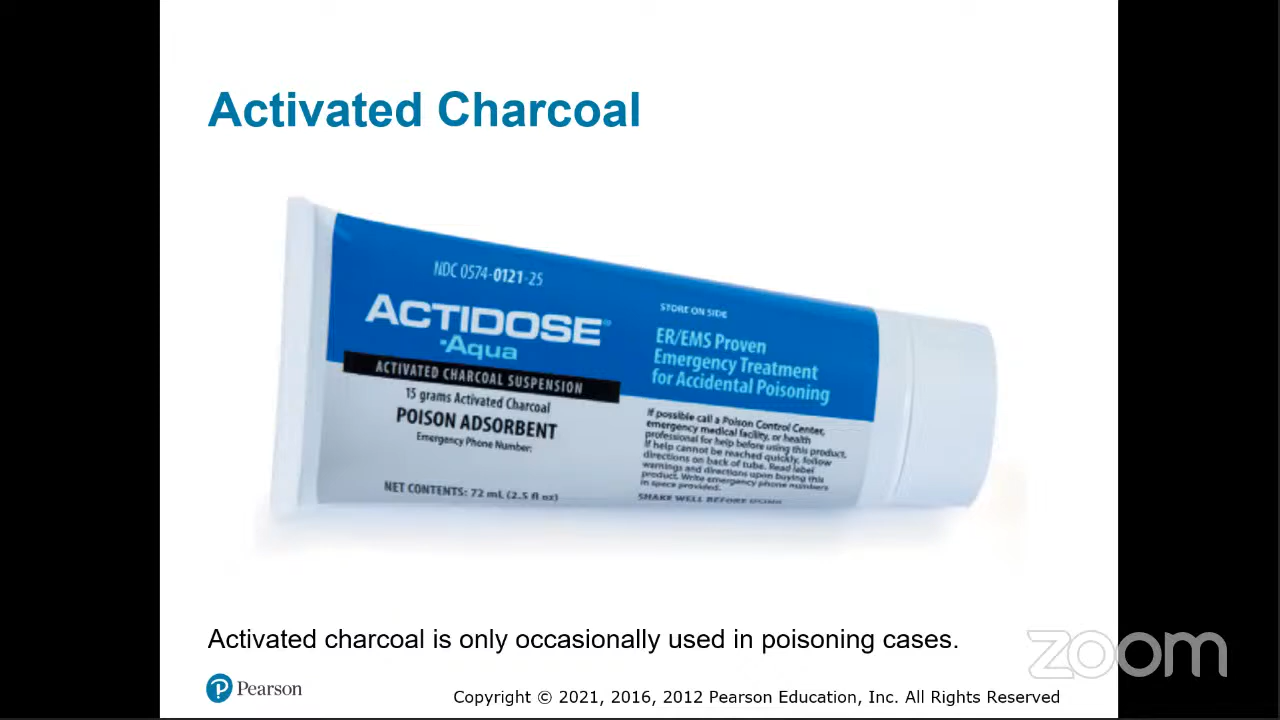 Activated Charcoal
NDC 0574-0121-25
ACTIDOSE®
•Aqua
ACTIVATED CHARCOAL SUSPENSION
15 grams Activated Charcoal
POISON ADSORBENT
Emergency Phone Number:
NET CONTENTS: 72 mL (2.5 fl oz)
STORE ON SIDE
ER/EMS Proven
Emergency Treatment
for Accidental Poisoning
If possible call a Poison Control Center,
emergency medical facility, or health
professional for help before using this product.
If help cannot be reached quickly, follow
directions on back of tube. Read label
warnings and directions upon buying this
product. Write emergency phone numbers
in space provided.
SHAKE WELL BEFORE USING
Activated charcoal is only occasionally used in poisoning cases.
zoom
Pearson
Copyright © 2021, 2016, 2012 Pearson Education, Inc. All Rights Reserved